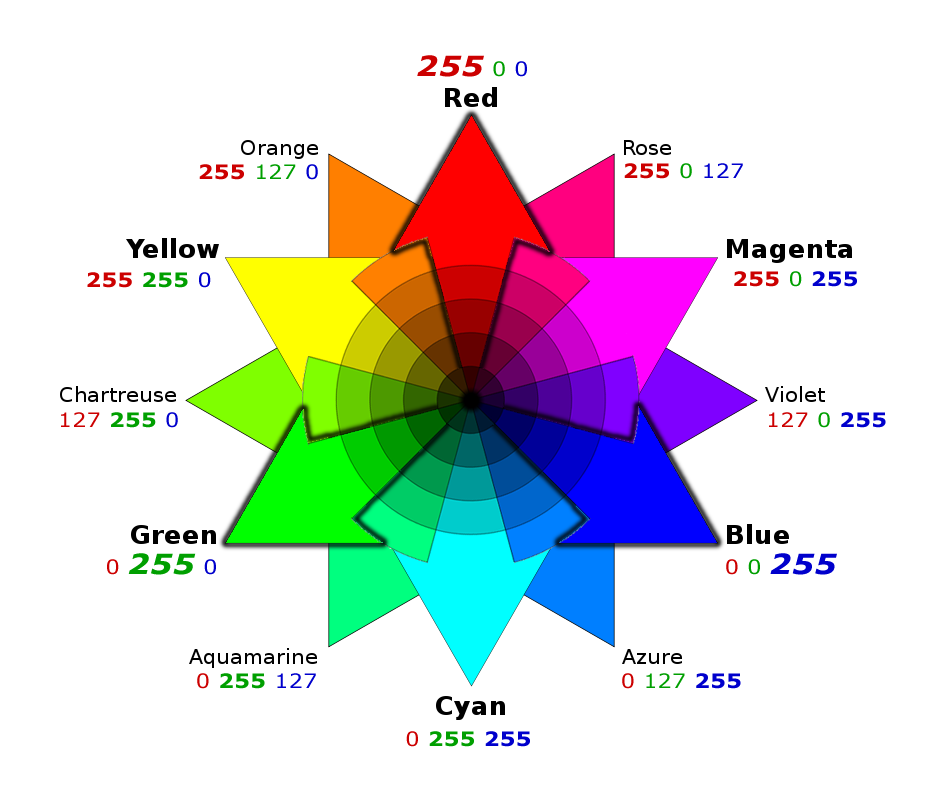 255 0 0
Red
Orange
255 127 0
Rose
255 0 127
Yellow
255 255 0
Magenta
255 0 255
Chartreuse
127 255 0
Violet
127 0 255
Green
0 255 0
Blue
0 0 255
Aquamarine
0 255 127
Azure
0 127 255
Cyan
0 255 255